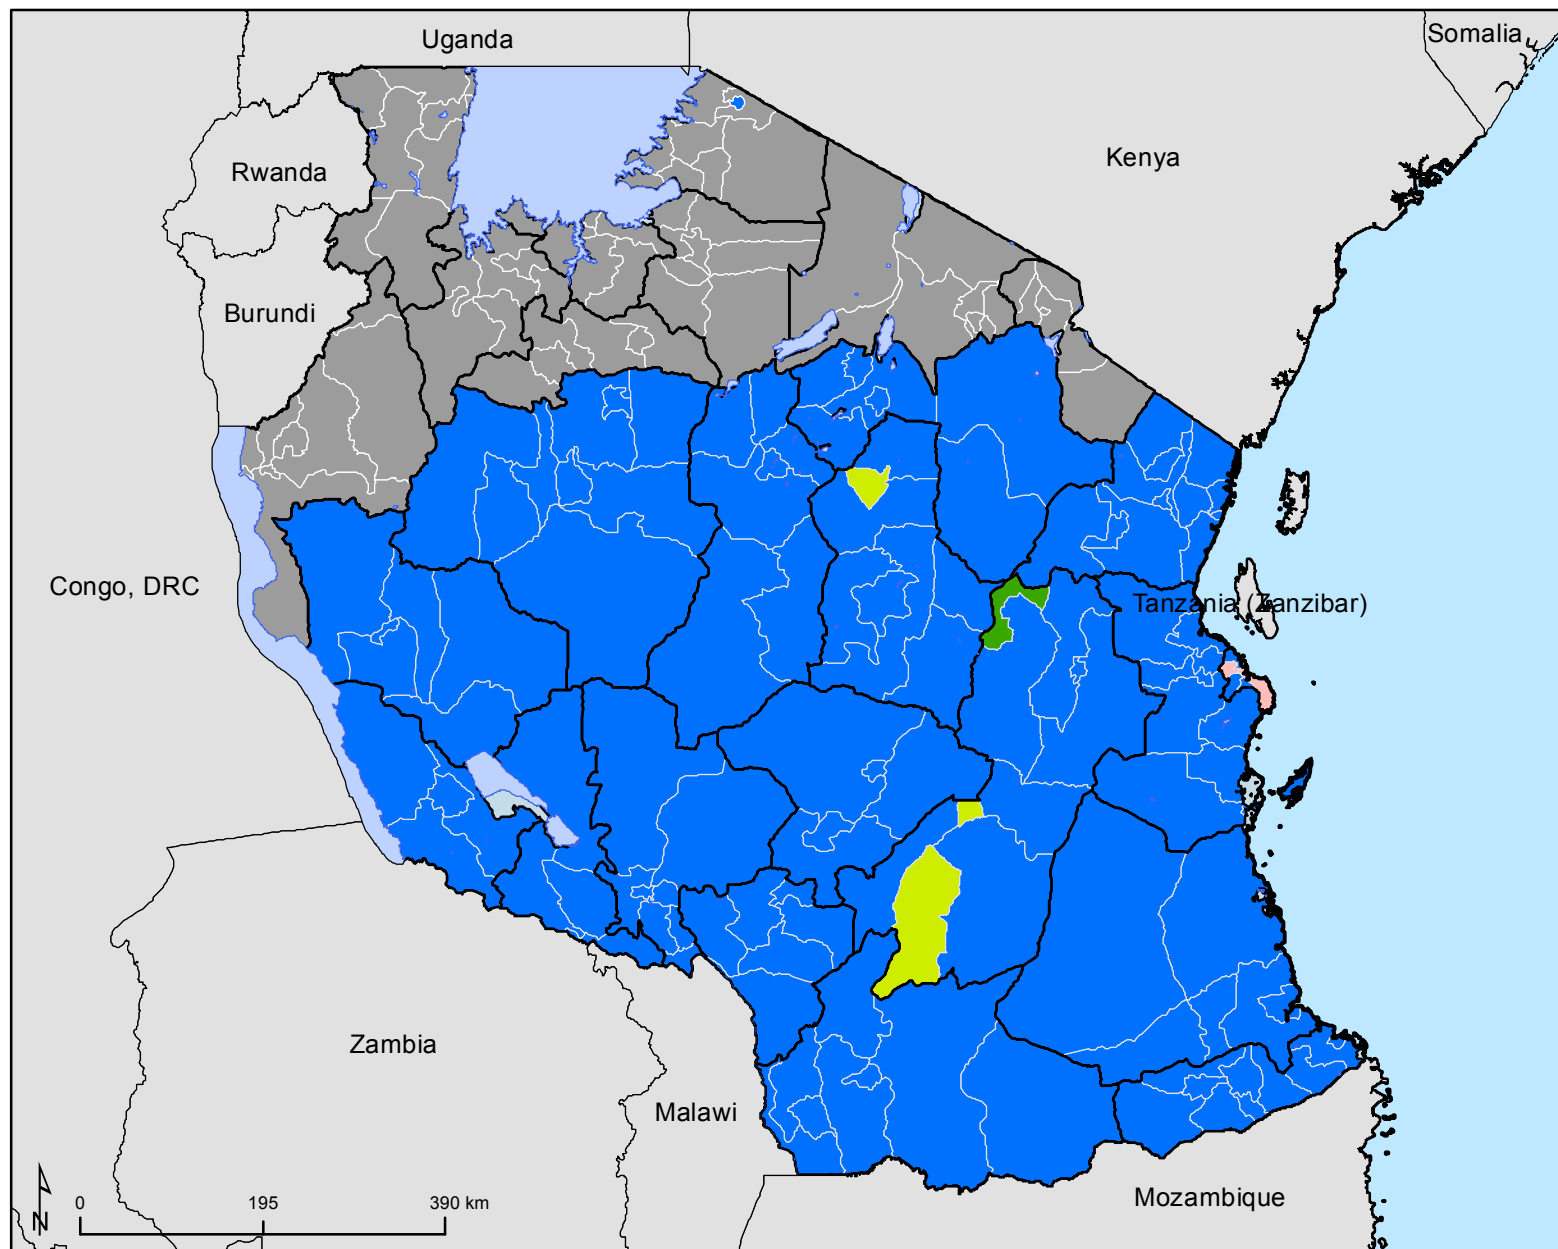 Uganda
Somalia
Kenya
Rwanda
Burundi
Congo, DRC
Tanzania (Zanzibar)
Zambia
Malawi
Mozambique
N
0 195 390 km